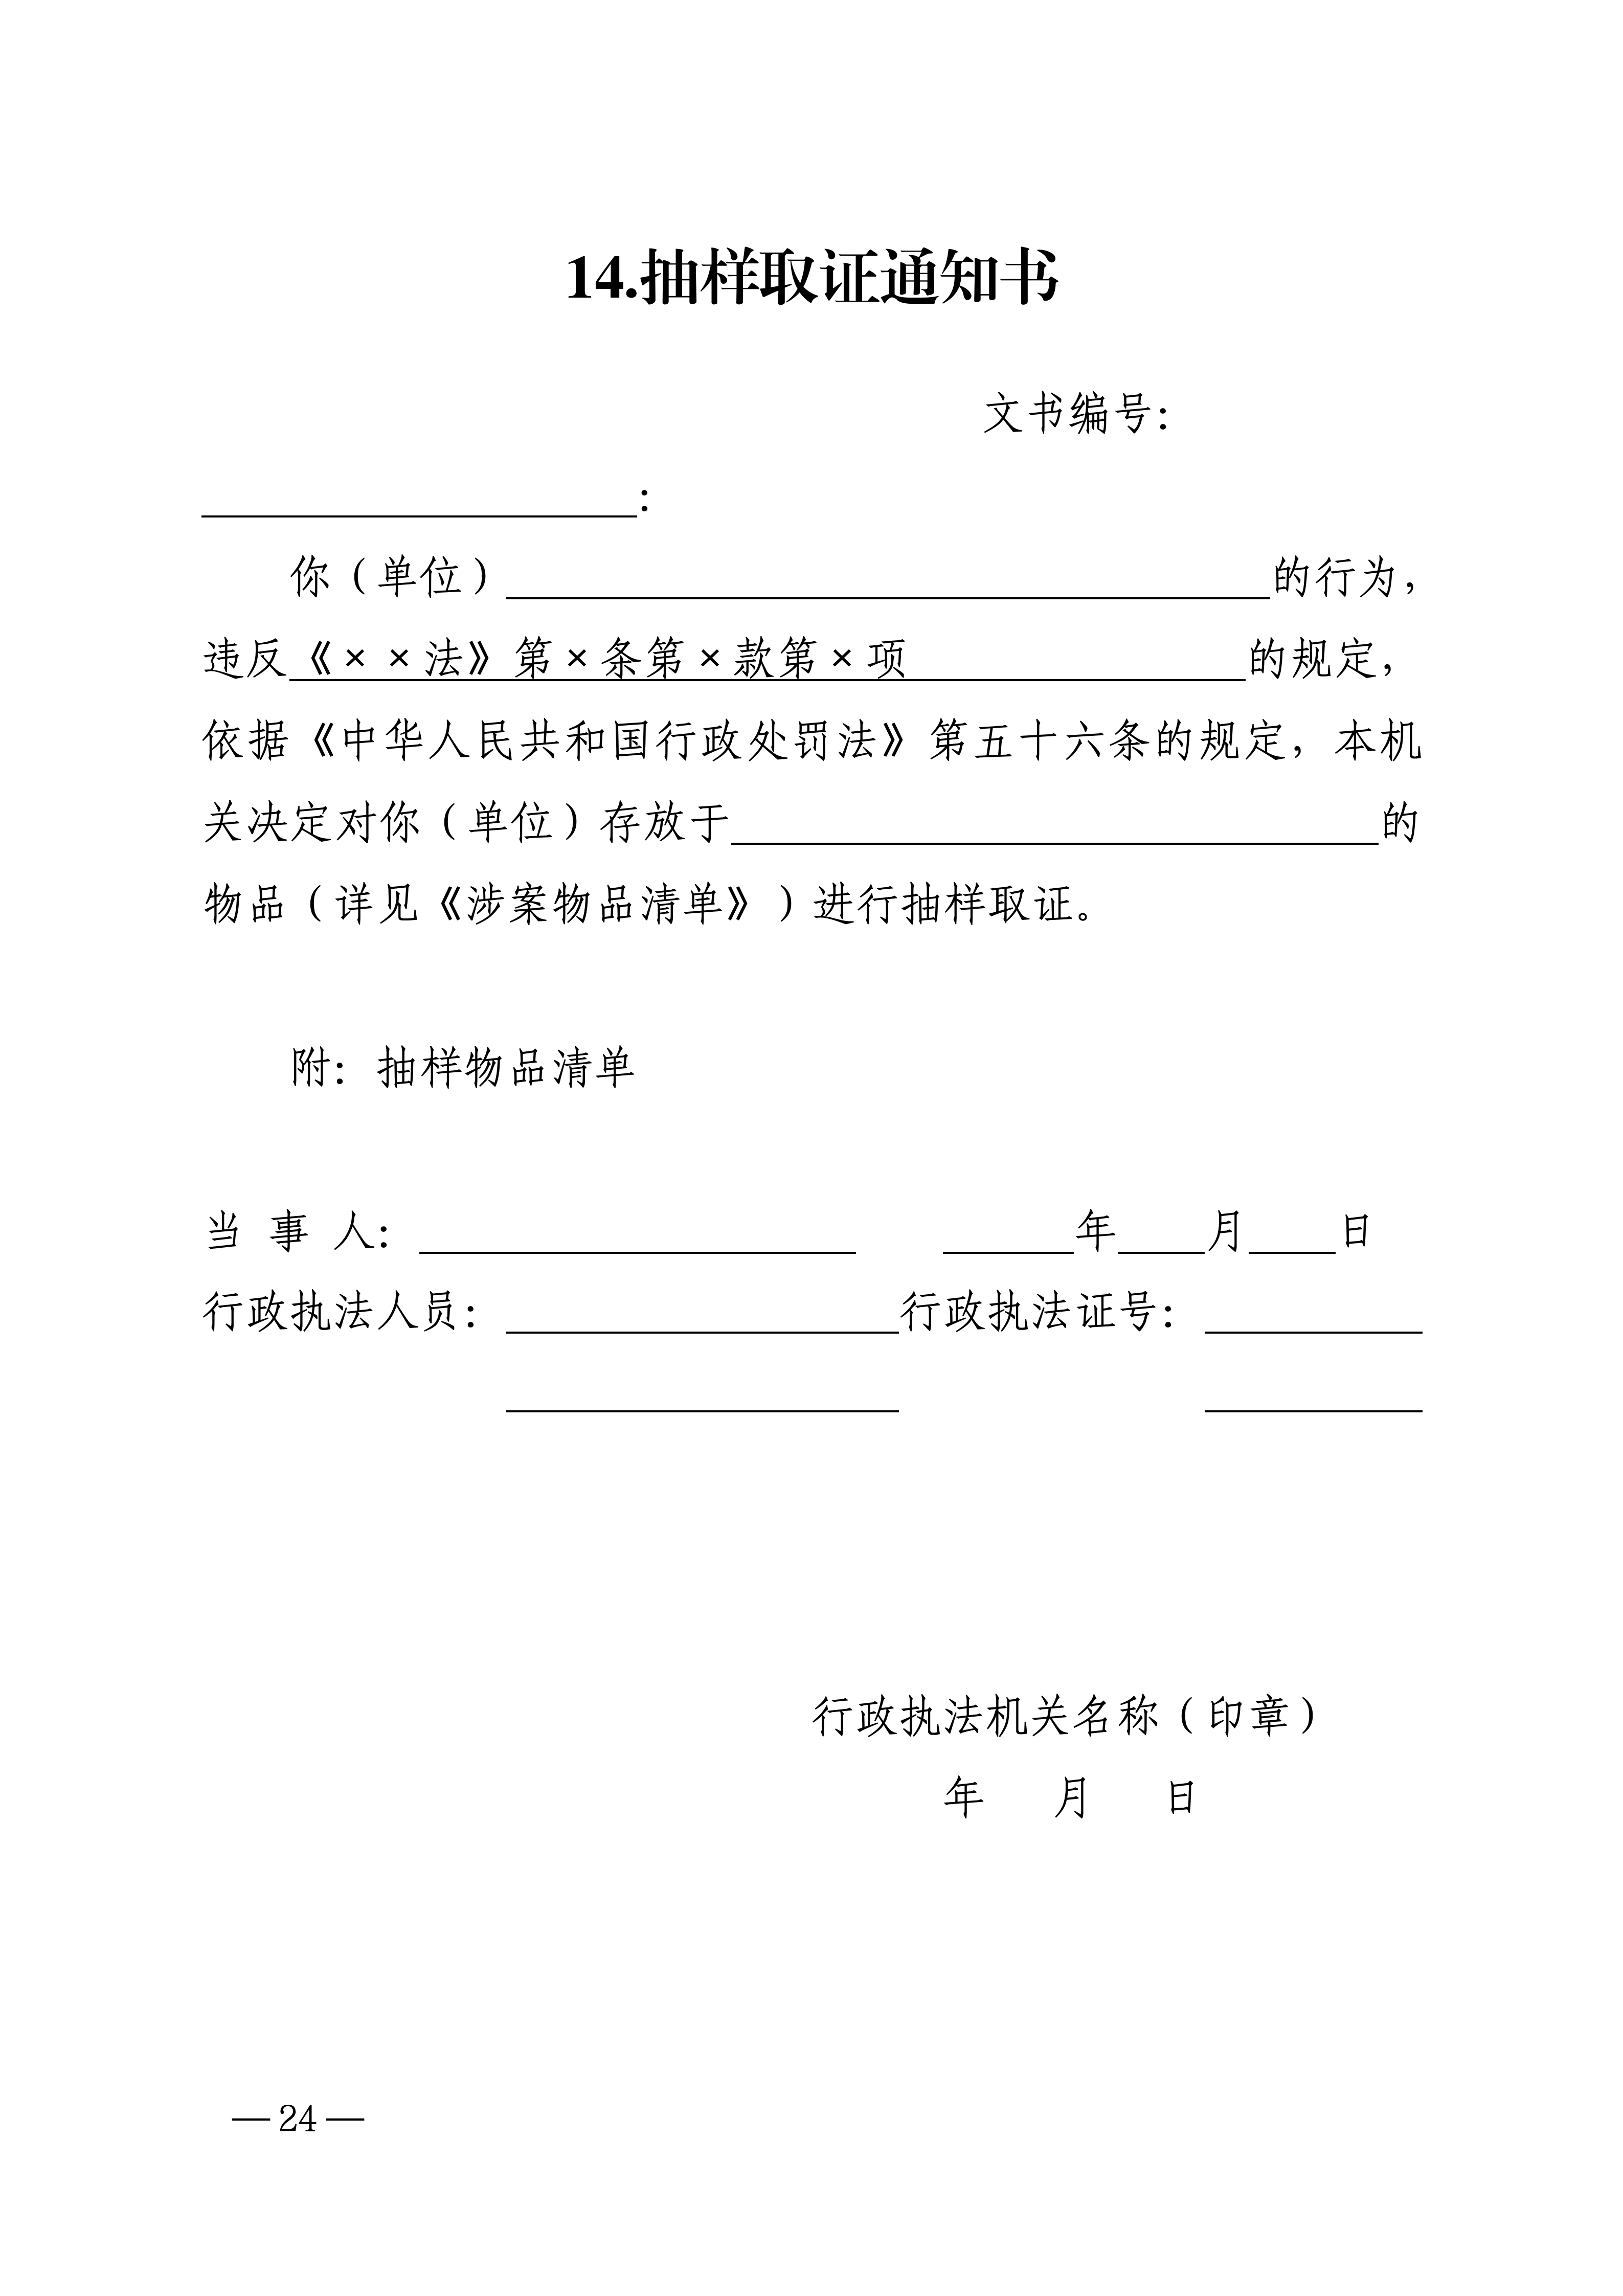 14.抽样取证通知书
文书编号：
____________________：
你（单位）___________________________________的行为，
违反《××法》第×条第×款第×项________________的规定，
依据《中华人民共和国行政处罚法》第五十六条的规定，本机
关决定对你（单位）存放于______________________________的
物品（详见《涉案物品清单》）进行抽样取证。
附：抽样物品清单
当 事 人：____________________ ______年____月____日
行政执法人员：__________________行政执法证号：__________
__________________ __________
行政执法机关名称（印章）
年 月 日
— 24 —